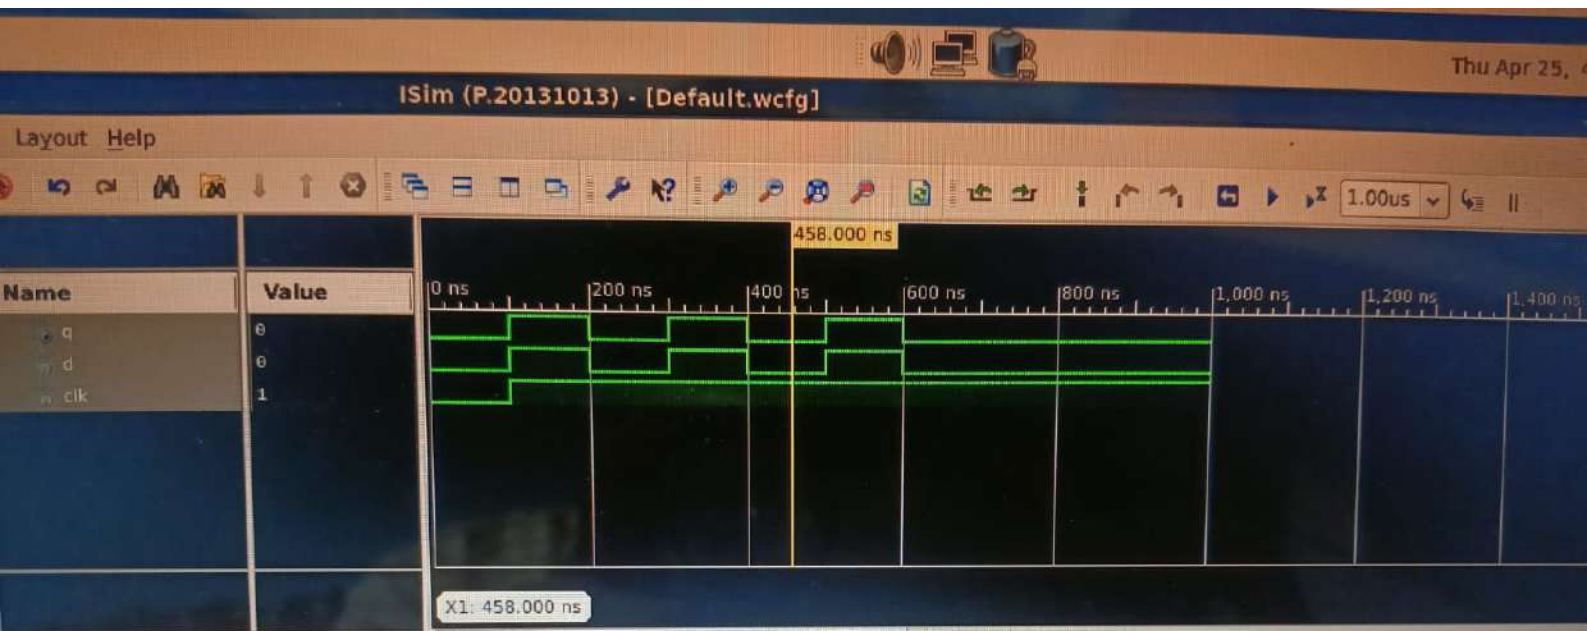 Thu Apr 25,
ISim (P.20131013) - [Default.wcfg]
Layout Help
1.00us
458.000 ns
Name Value
0 ns 200 ns 400 ns 600 ns 800 ns 1,000 ns 1,200 ns 1,400 ns
q 0
d 0
clk 1
X1: 458.000 ns